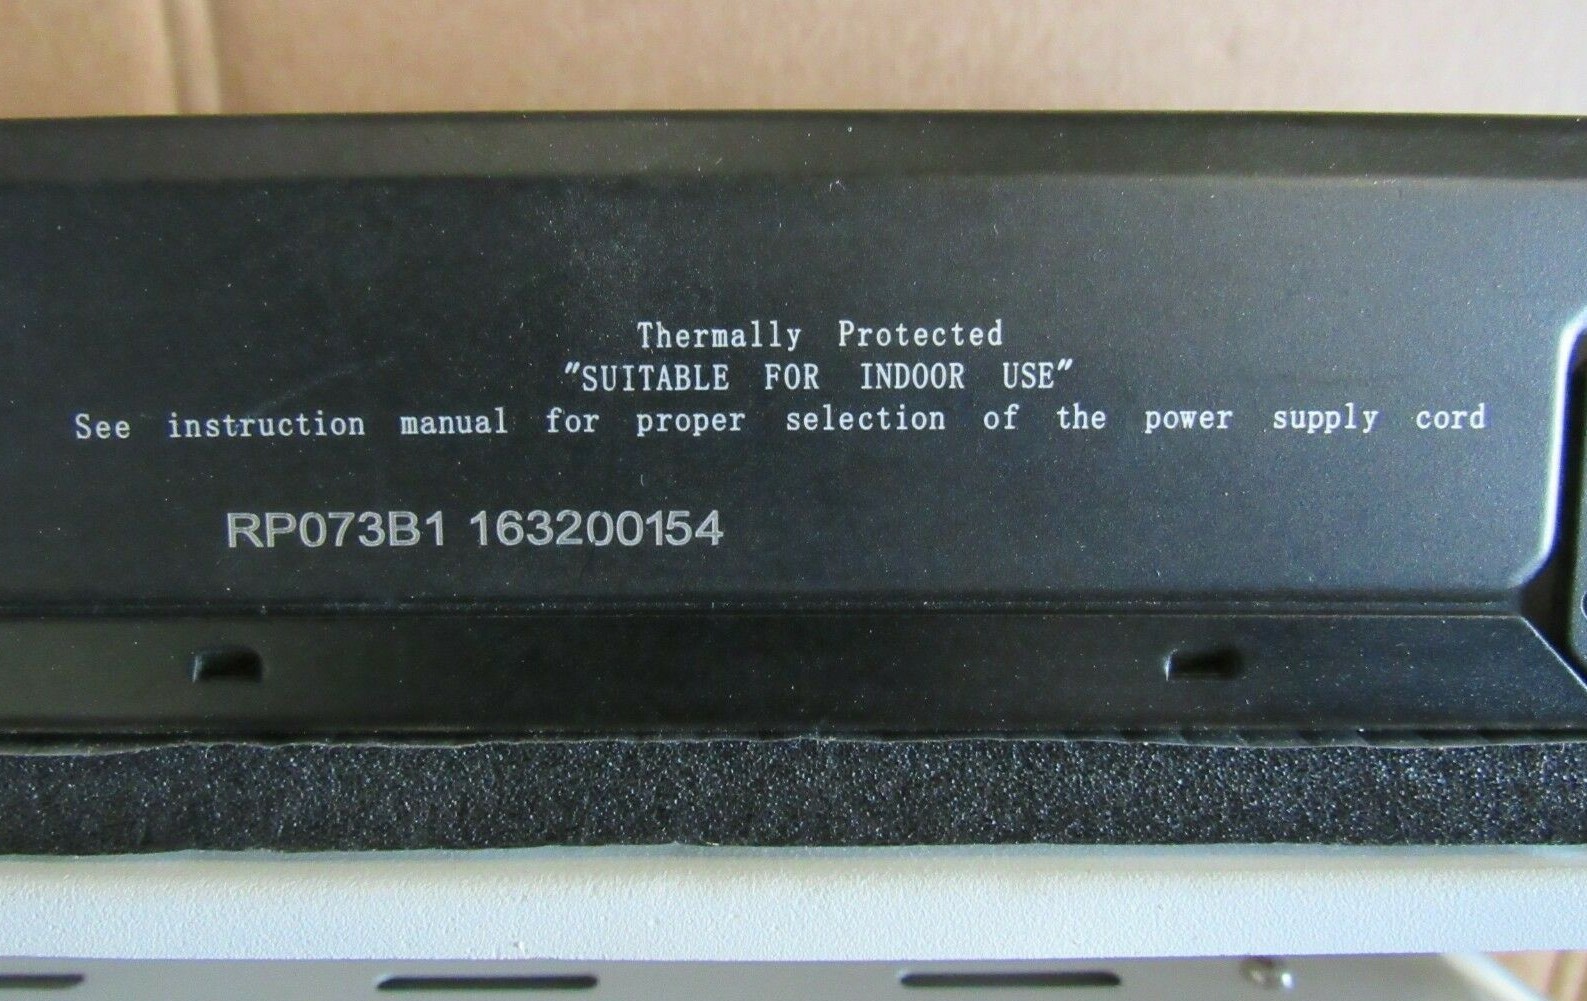 Thermally Protected
"SUITABLE FOR INDOOR USE"
See instruction manual for proper selection of the power supply cord
RP073B1 163200154